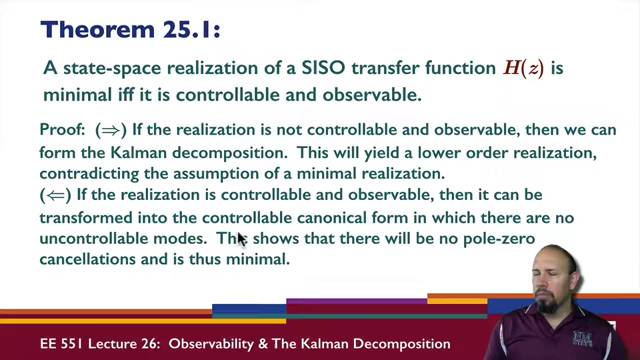 Theorem 25.1:
A state-space realization of a SISO transfer function H(z) is
minimal iff it is controllable and observable.
Proof: (⇒) If the realization is not controllable and observable, then we can
form the Kalman decomposition. This will yield a lower order realization,
contradicting the assumption of a minimal realization.
(⇐) If the realization is controllable and observable, then it can be
transformed into the controllable canonical form in which there are no
uncontrollable modes. This shows that there will be no pole-zero
cancellations and is thus minimal.
EE 551 Lecture 26: Observability & The Kalman Decomposition